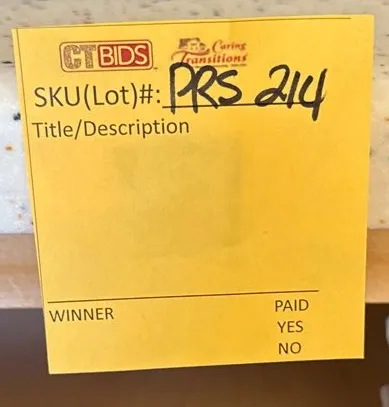 CTBIDS Caring Transitions
SKU(Lot)#: PRS 214
Title/Description
WINNER PAID
YES
NO